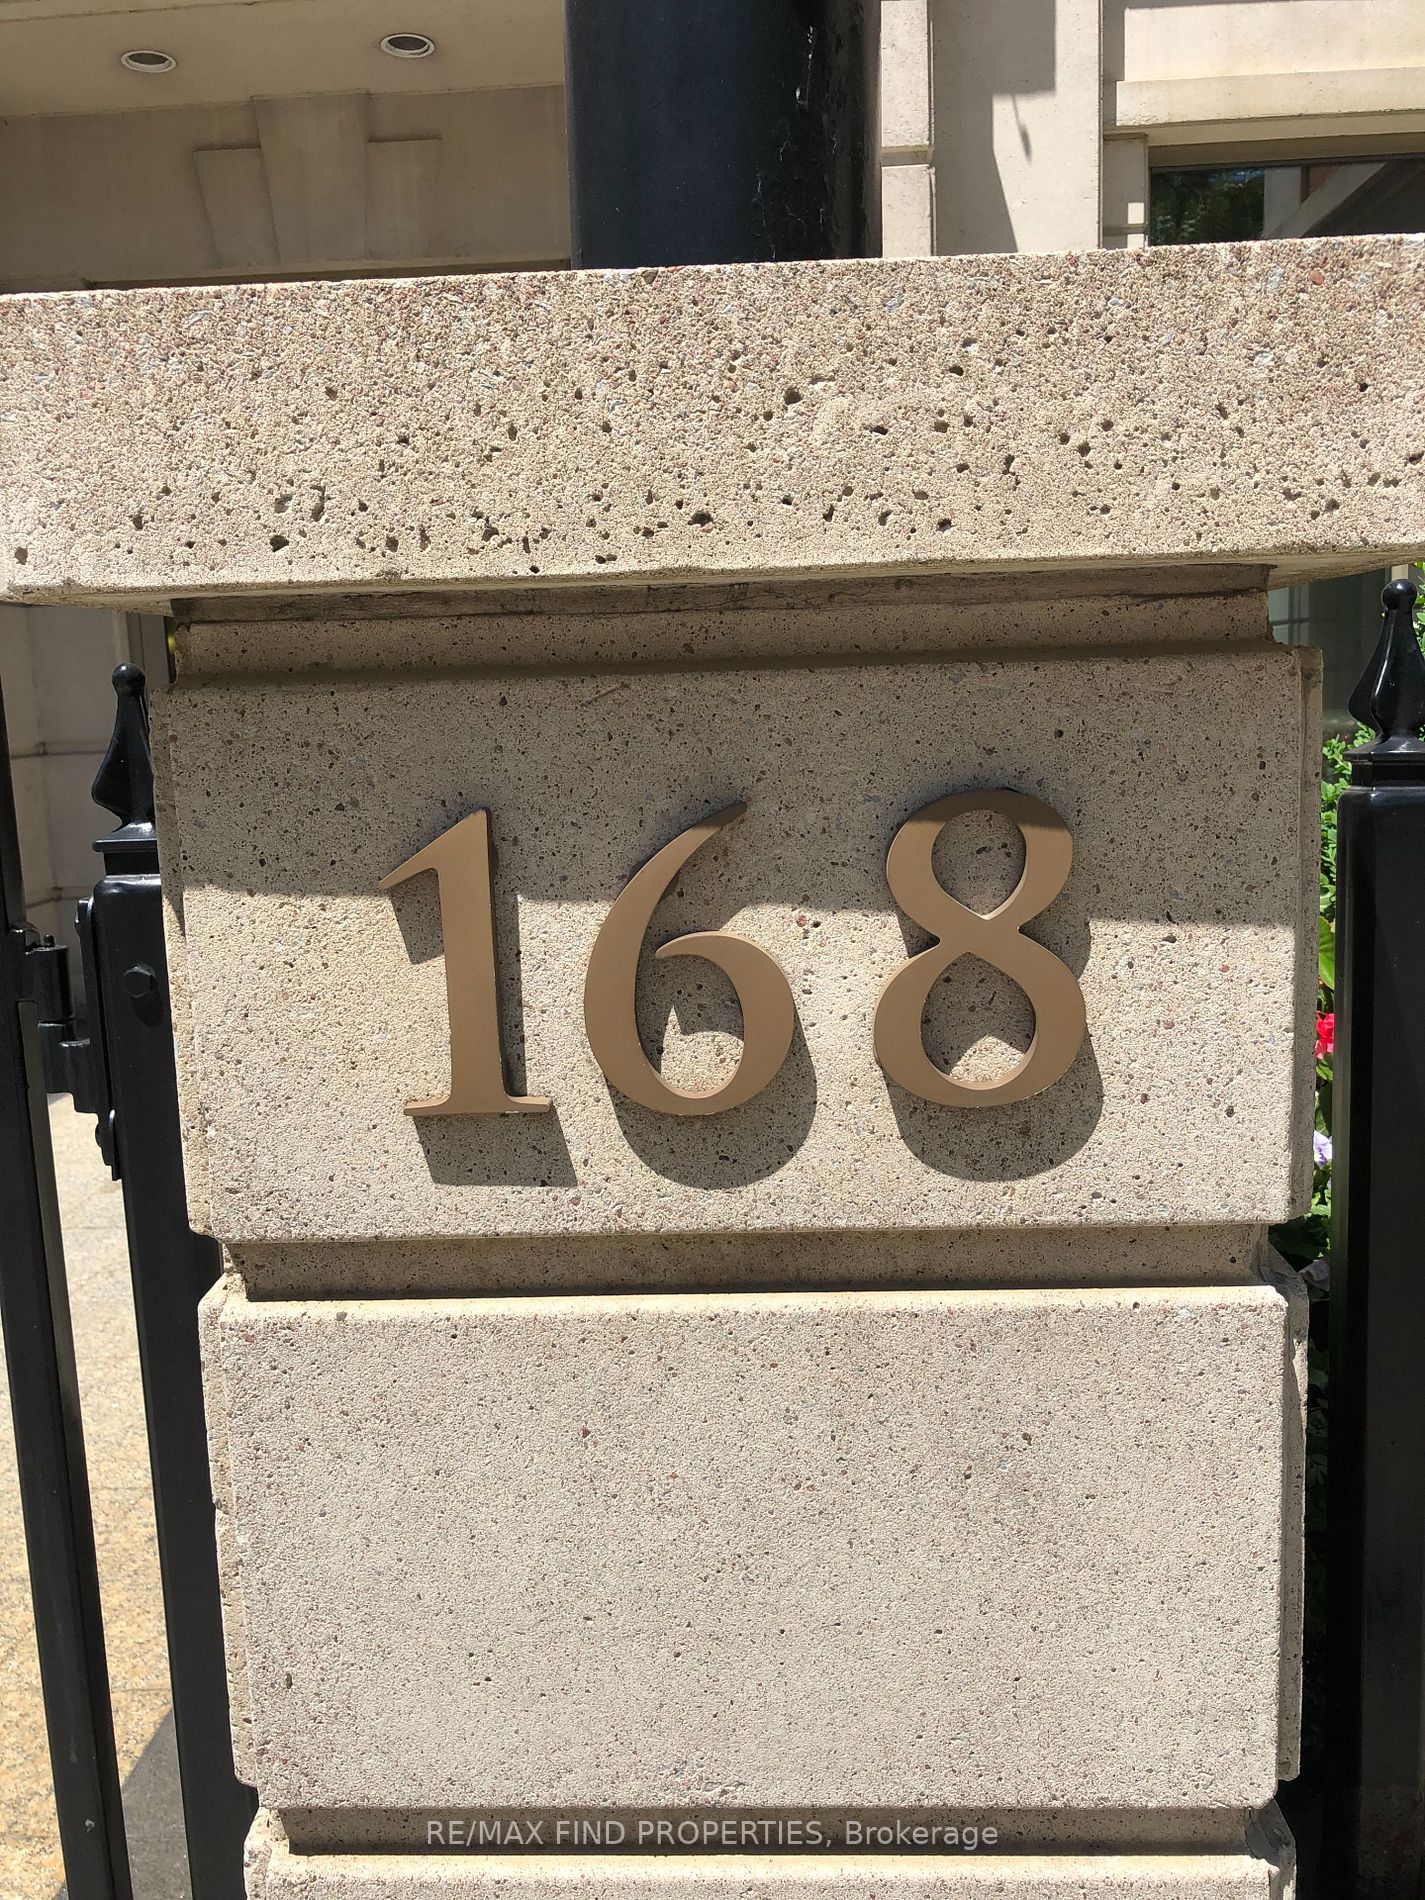 168
RE/MAX FIND PROPERTIES, Brokerage